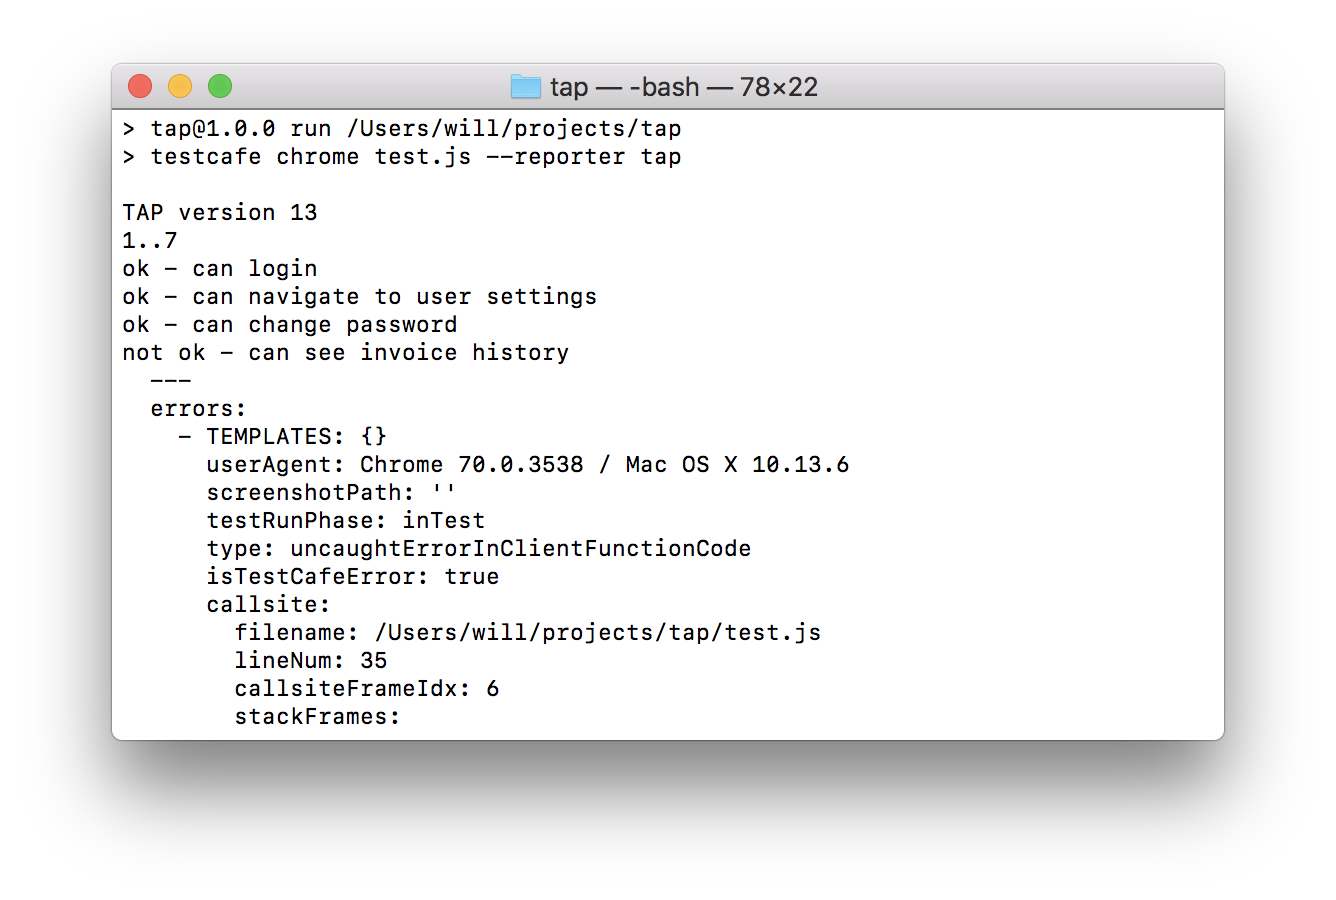 tap — -bash — 78×22
> tap@1.0.0 run /Users/will/projects/tap
> testcafe chrome test.js --reporter tap
TAP version 13
1..7
ok - can login
ok - can navigate to user settings
ok - can change password
not ok - can see invoice history
  ---
  errors:
    - TEMPLATES: {}
      userAgent: Chrome 70.0.3538 / Mac OS X 10.13.6
      screenshotPath: ''
      testRunPhase: inTest
      type: uncaughtErrorInClientFunctionCode
      isTestCafeError: true
      callsite:
        filename: /Users/will/projects/tap/test.js
        lineNum: 35
        callsiteFrameIdx: 6
        stackFrames: